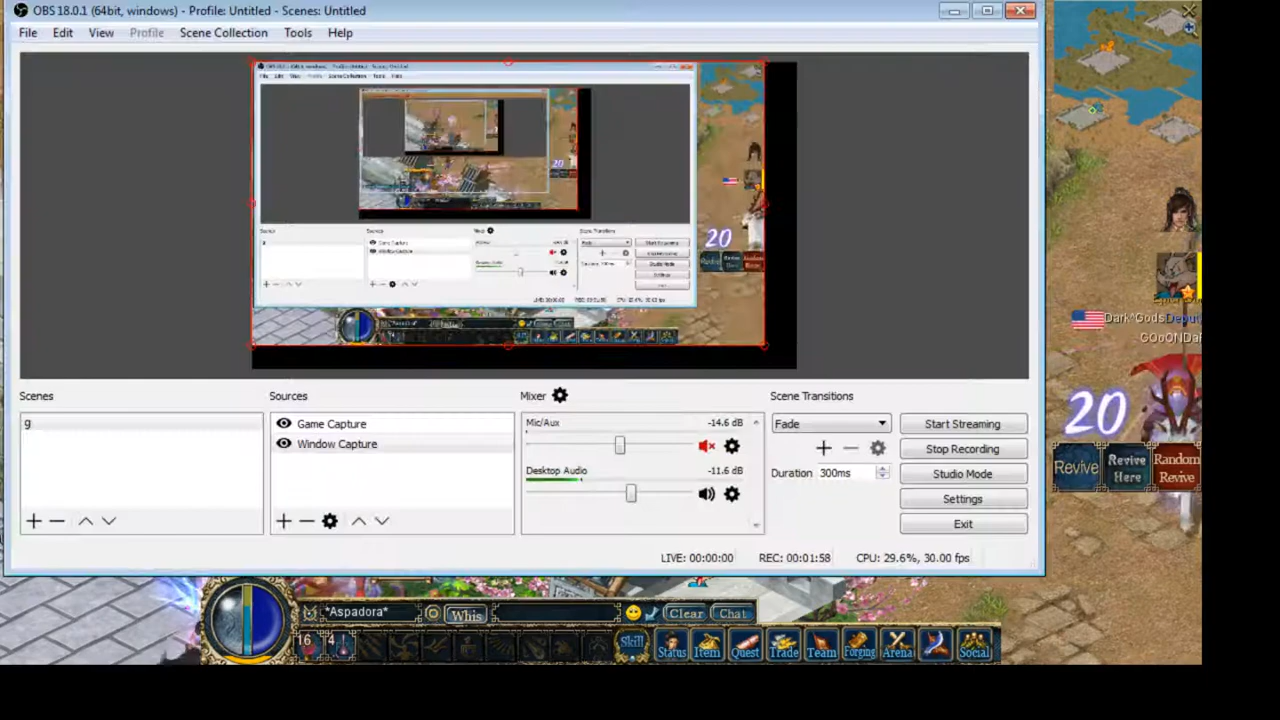 OBS 18.0.1 (64bit, windows) - Profile: Untitled - Scenes: Untitled
File Edit View Profile Scene Collection Tools Help
20
Dark^Gods
GOoONDa
20
Revive
Revive Here
Random Revive
Scenes
g
Sources
Game Capture
Window Capture
Mixer
Mic/Aux -14.6 dB
Desktop Audio -11.6 dB
Scene Transitions
Fade
Duration 300ms
Start Streaming
Stop Recording
Studio Mode
Settings
Exit
LIVE: 00:00:00 REC: 00:01:58 CPU: 29.6%, 30.00 fps
*Aspadora* Whis Clear Chat
16 4 Skill Status Item Quest Trade Team Forging Arena Social